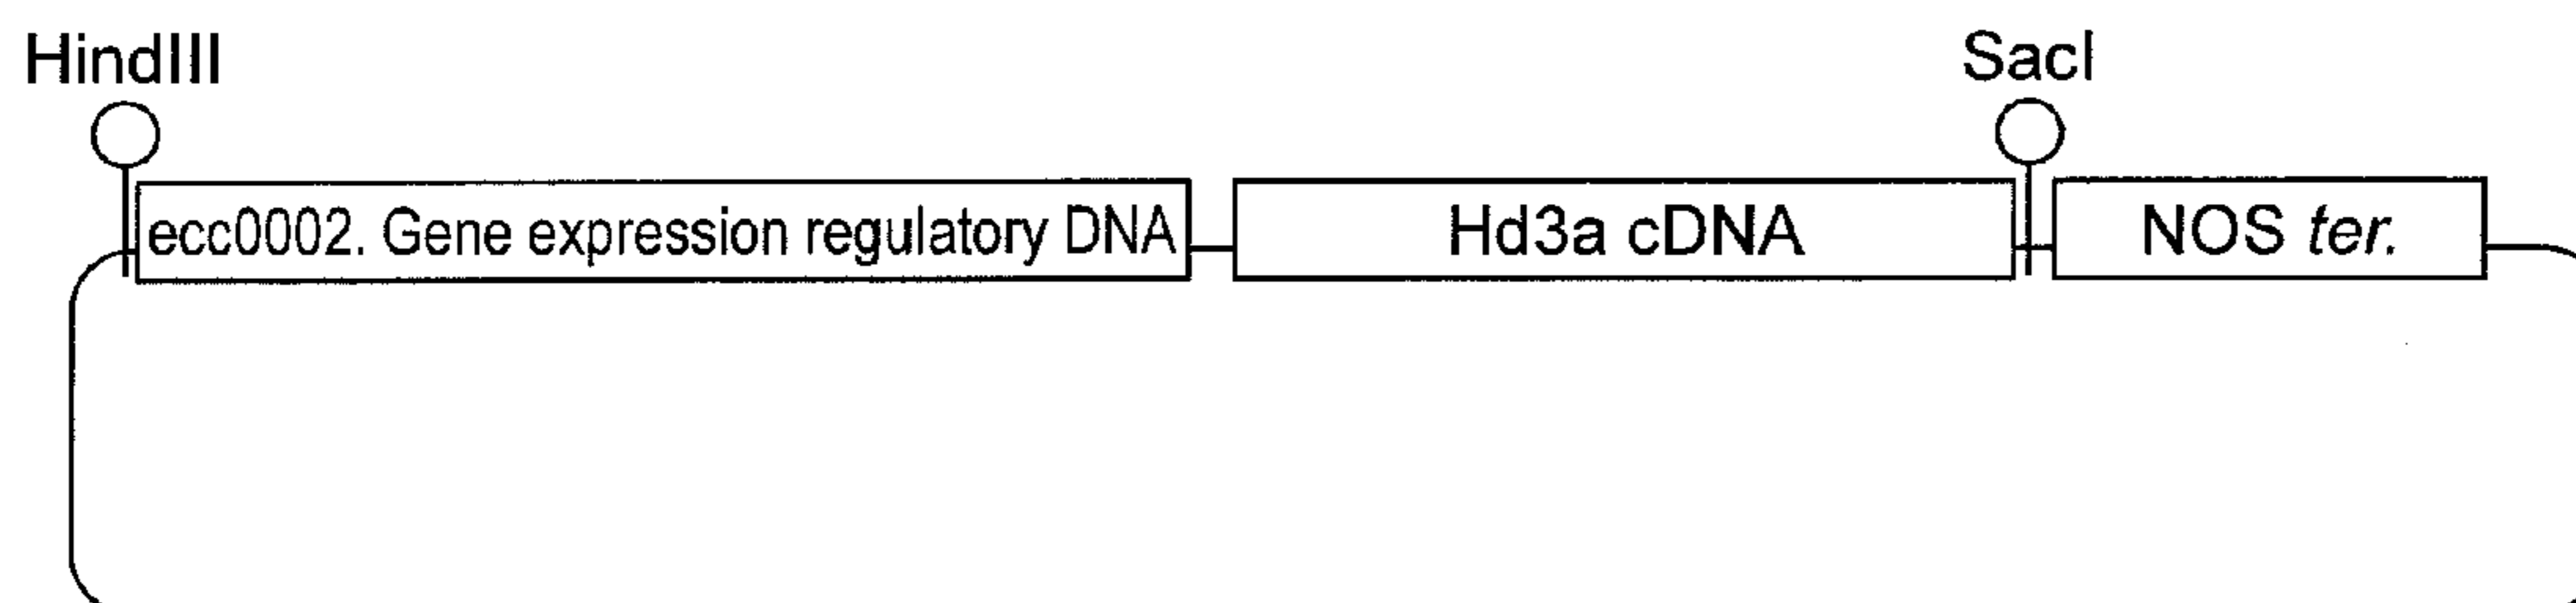 HindIII
SacI
ecc0002. Gene expression regulatory DNA
Hd3a cDNA
NOS ter.